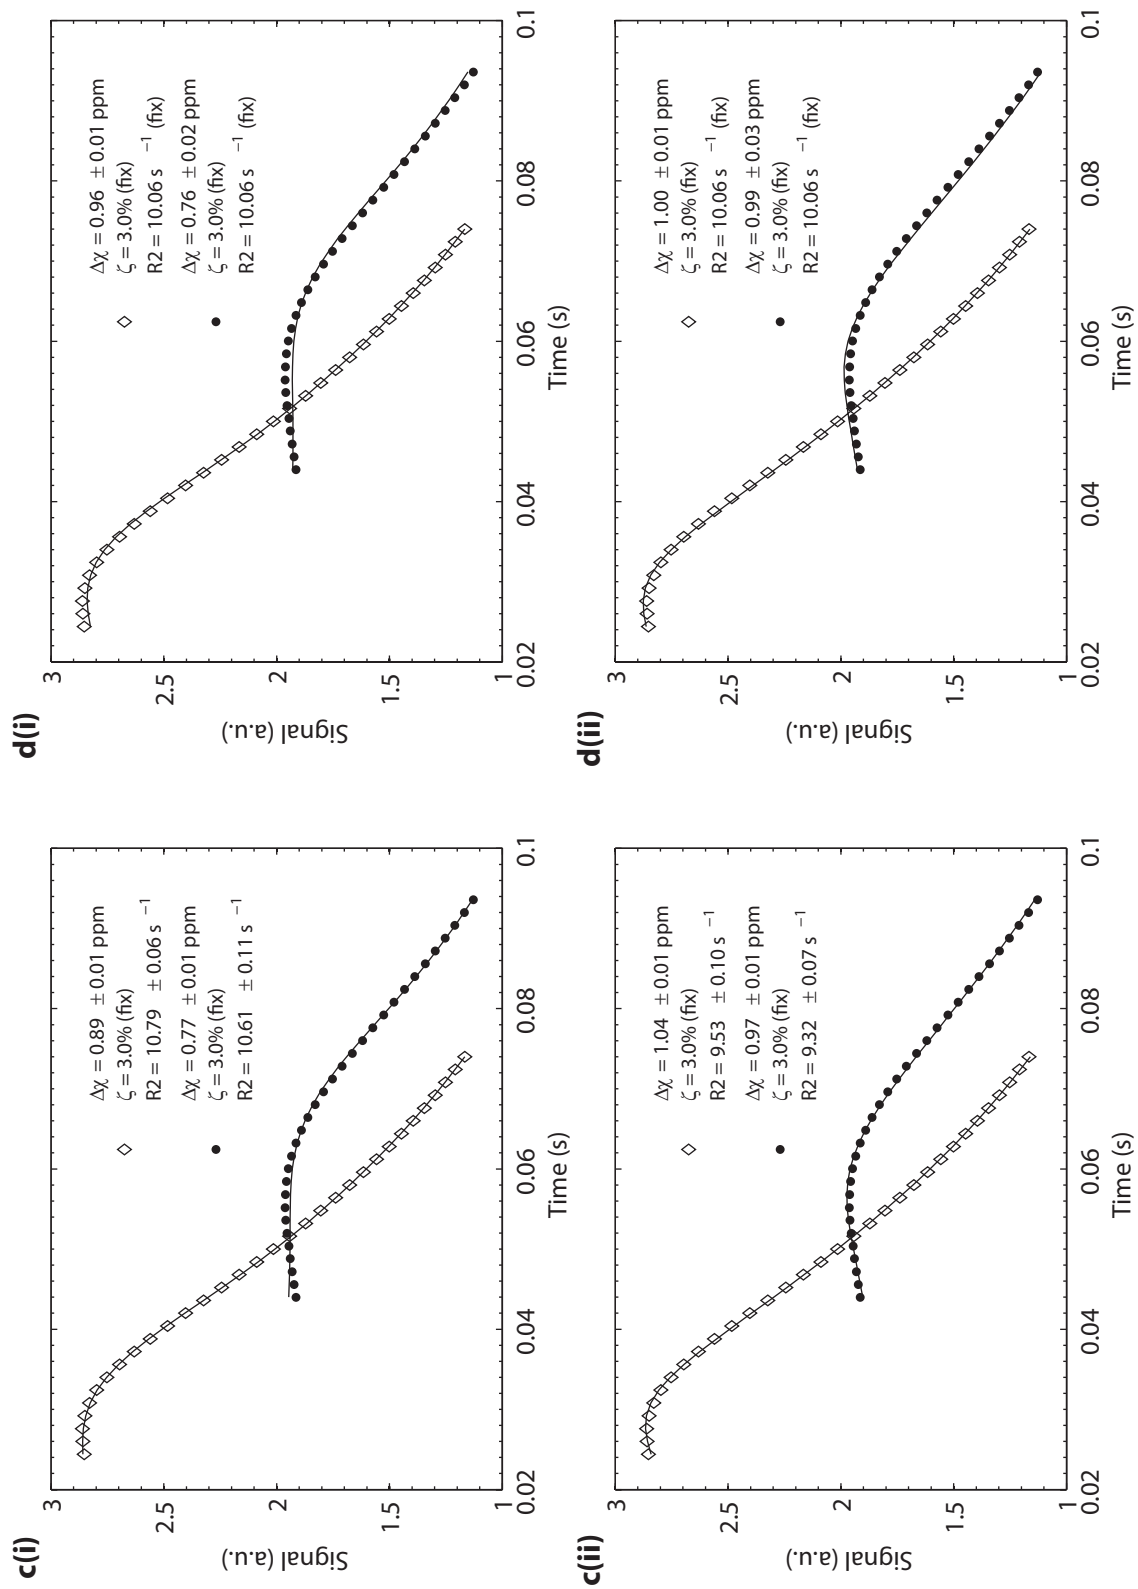 c(i)
3
2.5
2
1.5
1
Signal (a.u.)
0.02
0.04
0.06
0.08
0.1
Time (s)
Δχ = 0.89 ± 0.01 ppm
ζ = 3.0% (fix)
R2 = 10.79 ± 0.06 s −1
Δχ = 0.77 ± 0.01 ppm
ζ = 3.0% (fix)
R2 = 10.61 ± 0.11 s −1
d(i)
3
2.5
2
1.5
1
Signal (a.u.)
0.02
0.04
0.06
0.08
0.1
Time (s)
Δχ = 0.96 ± 0.01 ppm
ζ = 3.0% (fix)
R2 = 10.06 s −1 (fix)
Δχ = 0.76 ± 0.02 ppm
ζ = 3.0% (fix)
R2 = 10.06 s −1 (fix)
c(ii)
3
2.5
2
1.5
1
Signal (a.u.)
0.02
0.04
0.06
0.08
0.1
Time (s)
Δχ = 1.04 ± 0.01 ppm
ζ = 3.0% (fix)
R2 = 9.53 ± 0.10 s −1
Δχ = 0.97 ± 0.01 ppm
ζ = 3.0% (fix)
R2 = 9.32 ± 0.07 s −1
d(ii)
3
2.5
2
1.5
1
Signal (a.u.)
0.02
0.04
0.06
0.08
0.1
Time (s)
Δχ = 1.00 ± 0.01 ppm
ζ = 3.0% (fix)
R2 = 10.06 s −1 (fix)
Δχ = 0.99 ± 0.03 ppm
ζ = 3.0% (fix)
R2 = 10.06 s −1 (fix)